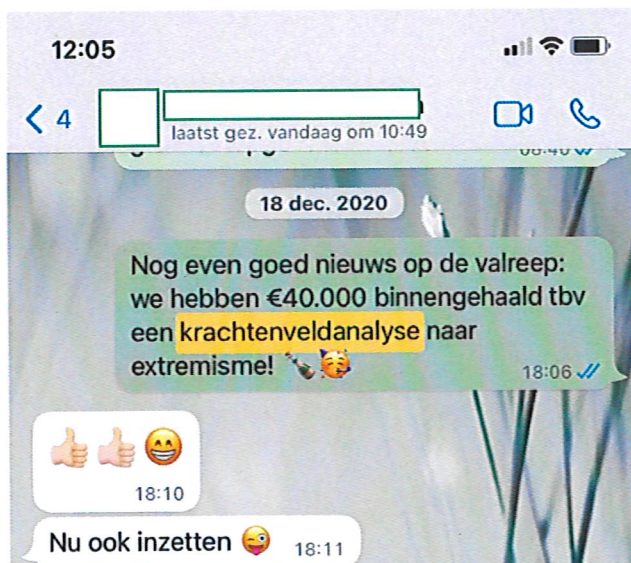 12:05
4
laatst gez. vandaag om 10:49
08:40
18 dec. 2020
Nog even goed nieuws op de valreep:
we hebben €40.000 binnengehaald tbv
een krachtenveldanalyse naar
extremisme! 🍾🥳
18:06
👍🏻👍🏻😁
18:10
Nu ook inzetten 😜 18:11